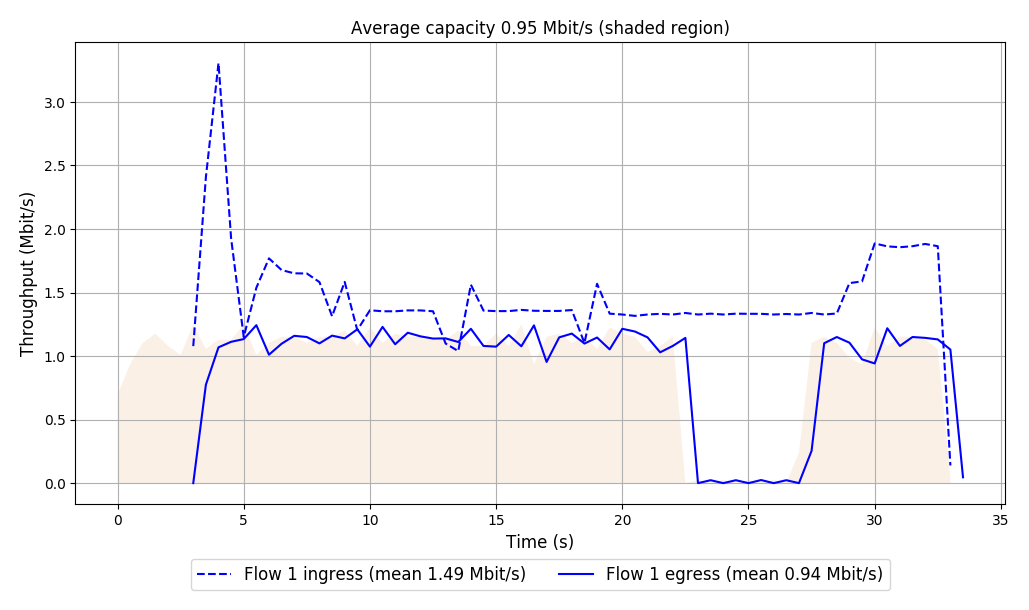 Average capacity 0.95 Mbit/s (shaded region)
Throughput (Mbit/s)
3.0
2.5
2.0
1.5
1.0
0.5
0.0
0 5 10 15 20 25 30 35
Time (s)
Flow 1 ingress (mean 1.49 Mbit/s) Flow 1 egress (mean 0.94 Mbit/s)